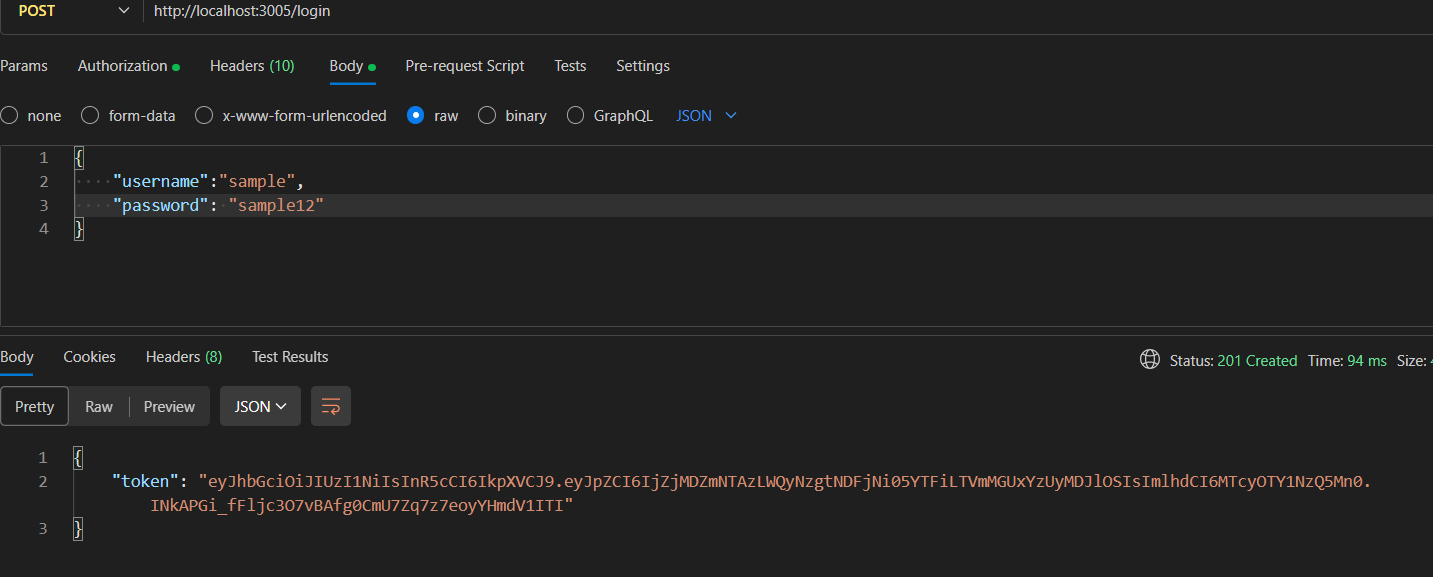 POST http://localhost:3005/login
Params Authorization Headers (10) Body Pre-request Script Tests Settings
none form-data x-www-form-urlencoded raw binary GraphQL JSON
1 {
2 "username":"sample",
3 "password": "sample12"
4 }
Body Cookies Headers (8) Test Results Status: 201 Created Time: 94 ms Size:
Pretty Raw Preview JSON
1 {
2 "token": "eyJhbGciOiJIUzI1NiIsInR5cCI6IkpXVCJ9.eyJpZCI6IjZjMDZmNTAzLWQyNzgtNDFjNi05YTFiLTVmMGUxYzUyMDJlOSIsImlhdCI6MTcyOTY1NzQ5Mn0.
INkAPGi_fFljc3O7vBAfg0CmU7Zq7z7eoyYHmdV1ITI"
3 }